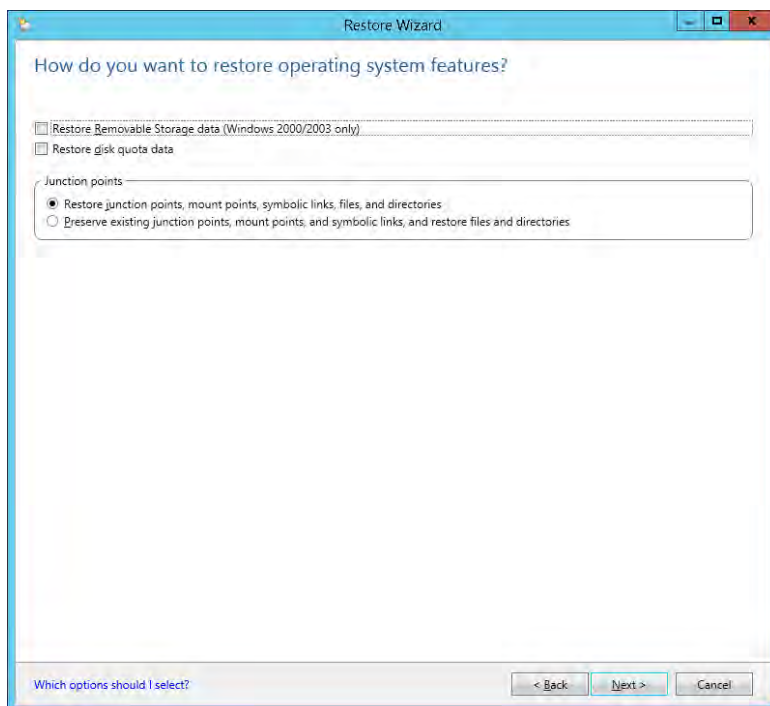 Restore Wizard
How do you want to restore operating system features?
Restore Removable Storage data (Windows 2000/2003 only)
Restore disk quota data
Junction points
Restore junction points, mount points, symbolic links, files, and directories
Preserve existing junction points, mount points, and symbolic links, and restore files and directories
Which options should I select?
< Back
Next >
Cancel